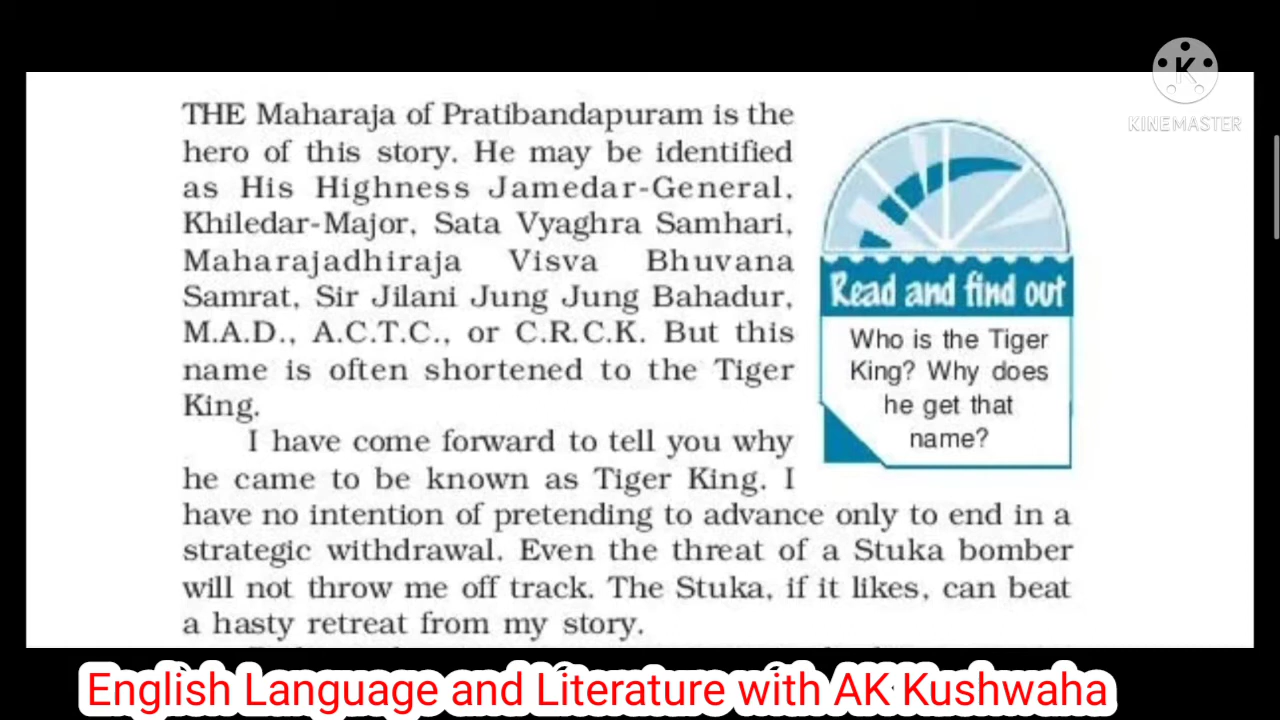 THE Maharaja of Pratibandapuram is the
hero of this story. He may be identified
as His Highness Jamedar-General,
Khiledar-Major, Sata Vyaghra Samhari,
Maharajadhiraja Visva Bhuvana
Samrat, Sir Jilani Jung Jung Bahadur,
M.A.D., A.C.T.C., or C.R.C.K. But this
name is often shortened to the Tiger
King.
I have come forward to tell you why
he came to be known as Tiger King. I
have no intention of pretending to advance only to end in a
strategic withdrawal. Even the threat of a Stuka bomber
will not throw me off track. The Stuka, if it likes, can beat
a hasty retreat from my story.
Read and find out
Who is the Tiger
King? Why does
he get that
name?
K
KINEMASTER
English Language and Literature with AK Kushwaha